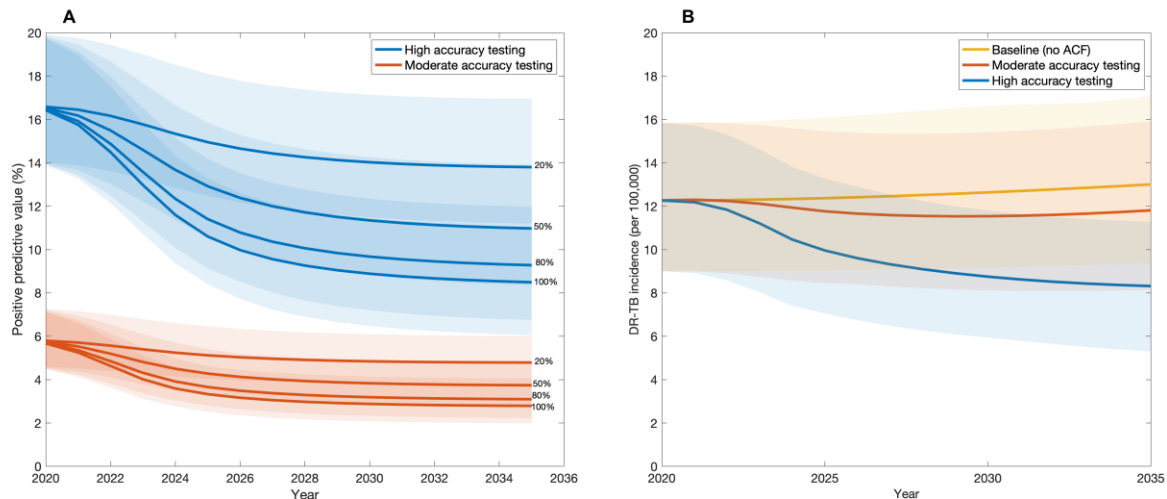 A
20
18
16
14
12
10
8
6
4
2
0
Positive predictive value (%)
High accuracy testing
Moderate accuracy testing
20%
50%
80%
100%
20%
50%
80%
100%
2020 2022 2024 2026 2028 2030 2032 2034 2036
Year
B
20
18
16
14
12
10
8
6
4
2
0
DR-TB incidence (per 100,000)
Baseline (no ACF)
Moderate accuracy testing
High accuracy testing
2020 2025 2030 2035
Year